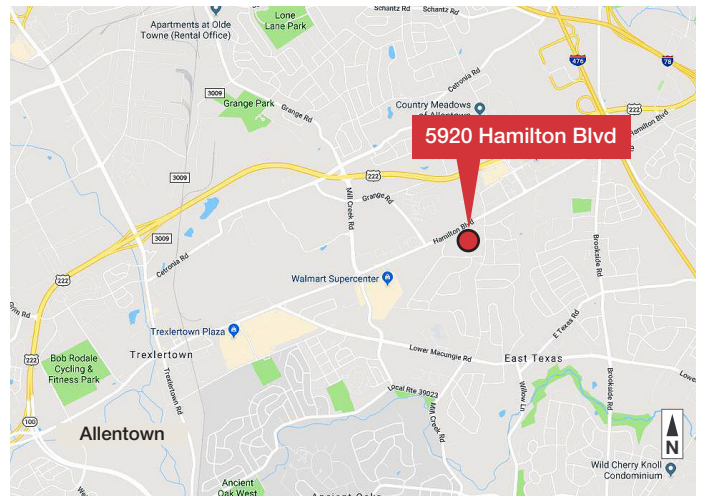 Schantz Rd
Schantz Rd
Apartments at Olde
Towne (Rental Office)
Lone
Lane Park
476
78
Cetronia Rd
3009
Grange Park
Grange Rd
Country Meadows
of Allentown
222
Hamilton Blvd
5920 Hamilton Blvd
3009
222
Mill Creek Rd
Grange Rd
Hamilton Blvd
3009
Cetronia Rd
Brookside Rd
222
Walmart Supercenter
Trexlertown Plaza
E Texas Rd
Trexlertown
Lower Macungie Rd
East Texas
222
Bob Rodale
Cycling &
Fitness Park
Trexlertown Rd
Local Rte 39023
Willow Ln
Brookside Rd
Mill Creek Rd
100
Allentown
N
Wild Cherry Knoll
Condominium
Ancient
Oak West